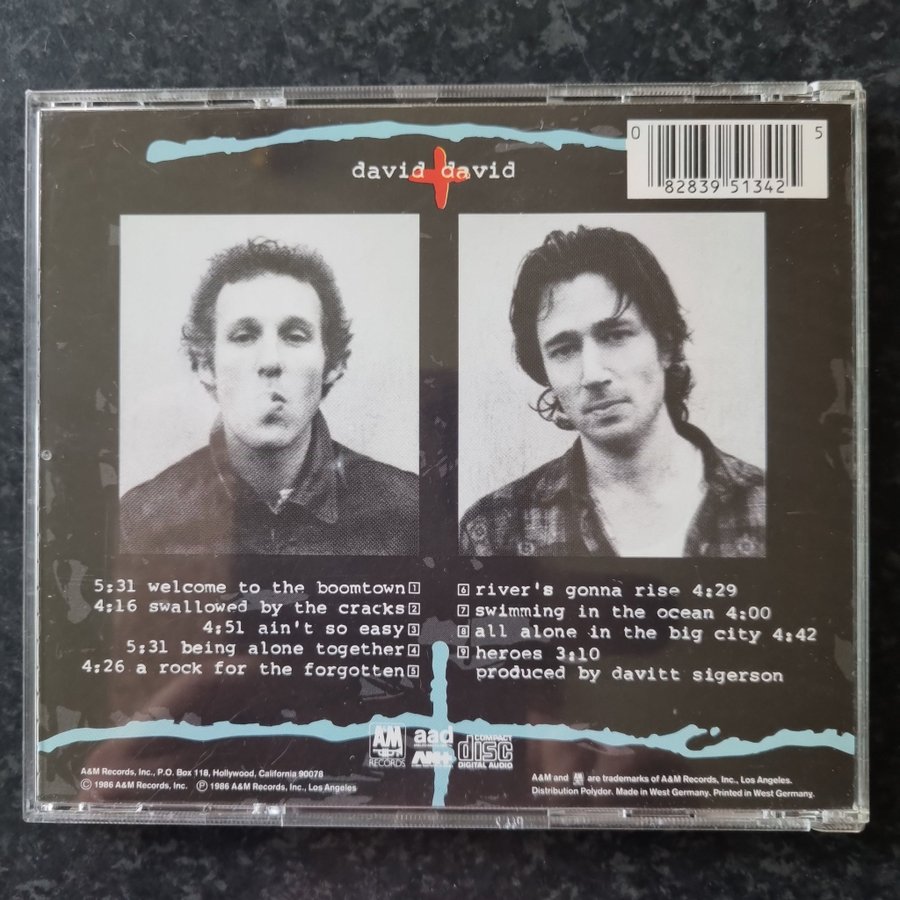 david + david
0 82839 51342 5
5:31 welcome to the boomtown 1
4:16 swallowed by the cracks 2
4:51 ain't so easy 3
5:31 being alone together 4
4:26 a rock for the forgotten 5
6 river's gonna rise 4:29
7 swimming in the ocean 4:00
8 all alone in the big city 4:42
9 heroes 3:10
produced by davitt sigerson
A&M
RECORDS
aad
COMPACT
disc
DIGITAL AUDIO
A&M Records, Inc., P.O. Box 118, Hollywood, California 90078
© 1986 A&M Records, Inc. ℗ 1986 A&M Records, Inc., Los Angeles
A&M and are trademarks of A&M Records, Inc., Los Angeles.
Distribution Polydor. Made in West Germany. Printed in West Germany.